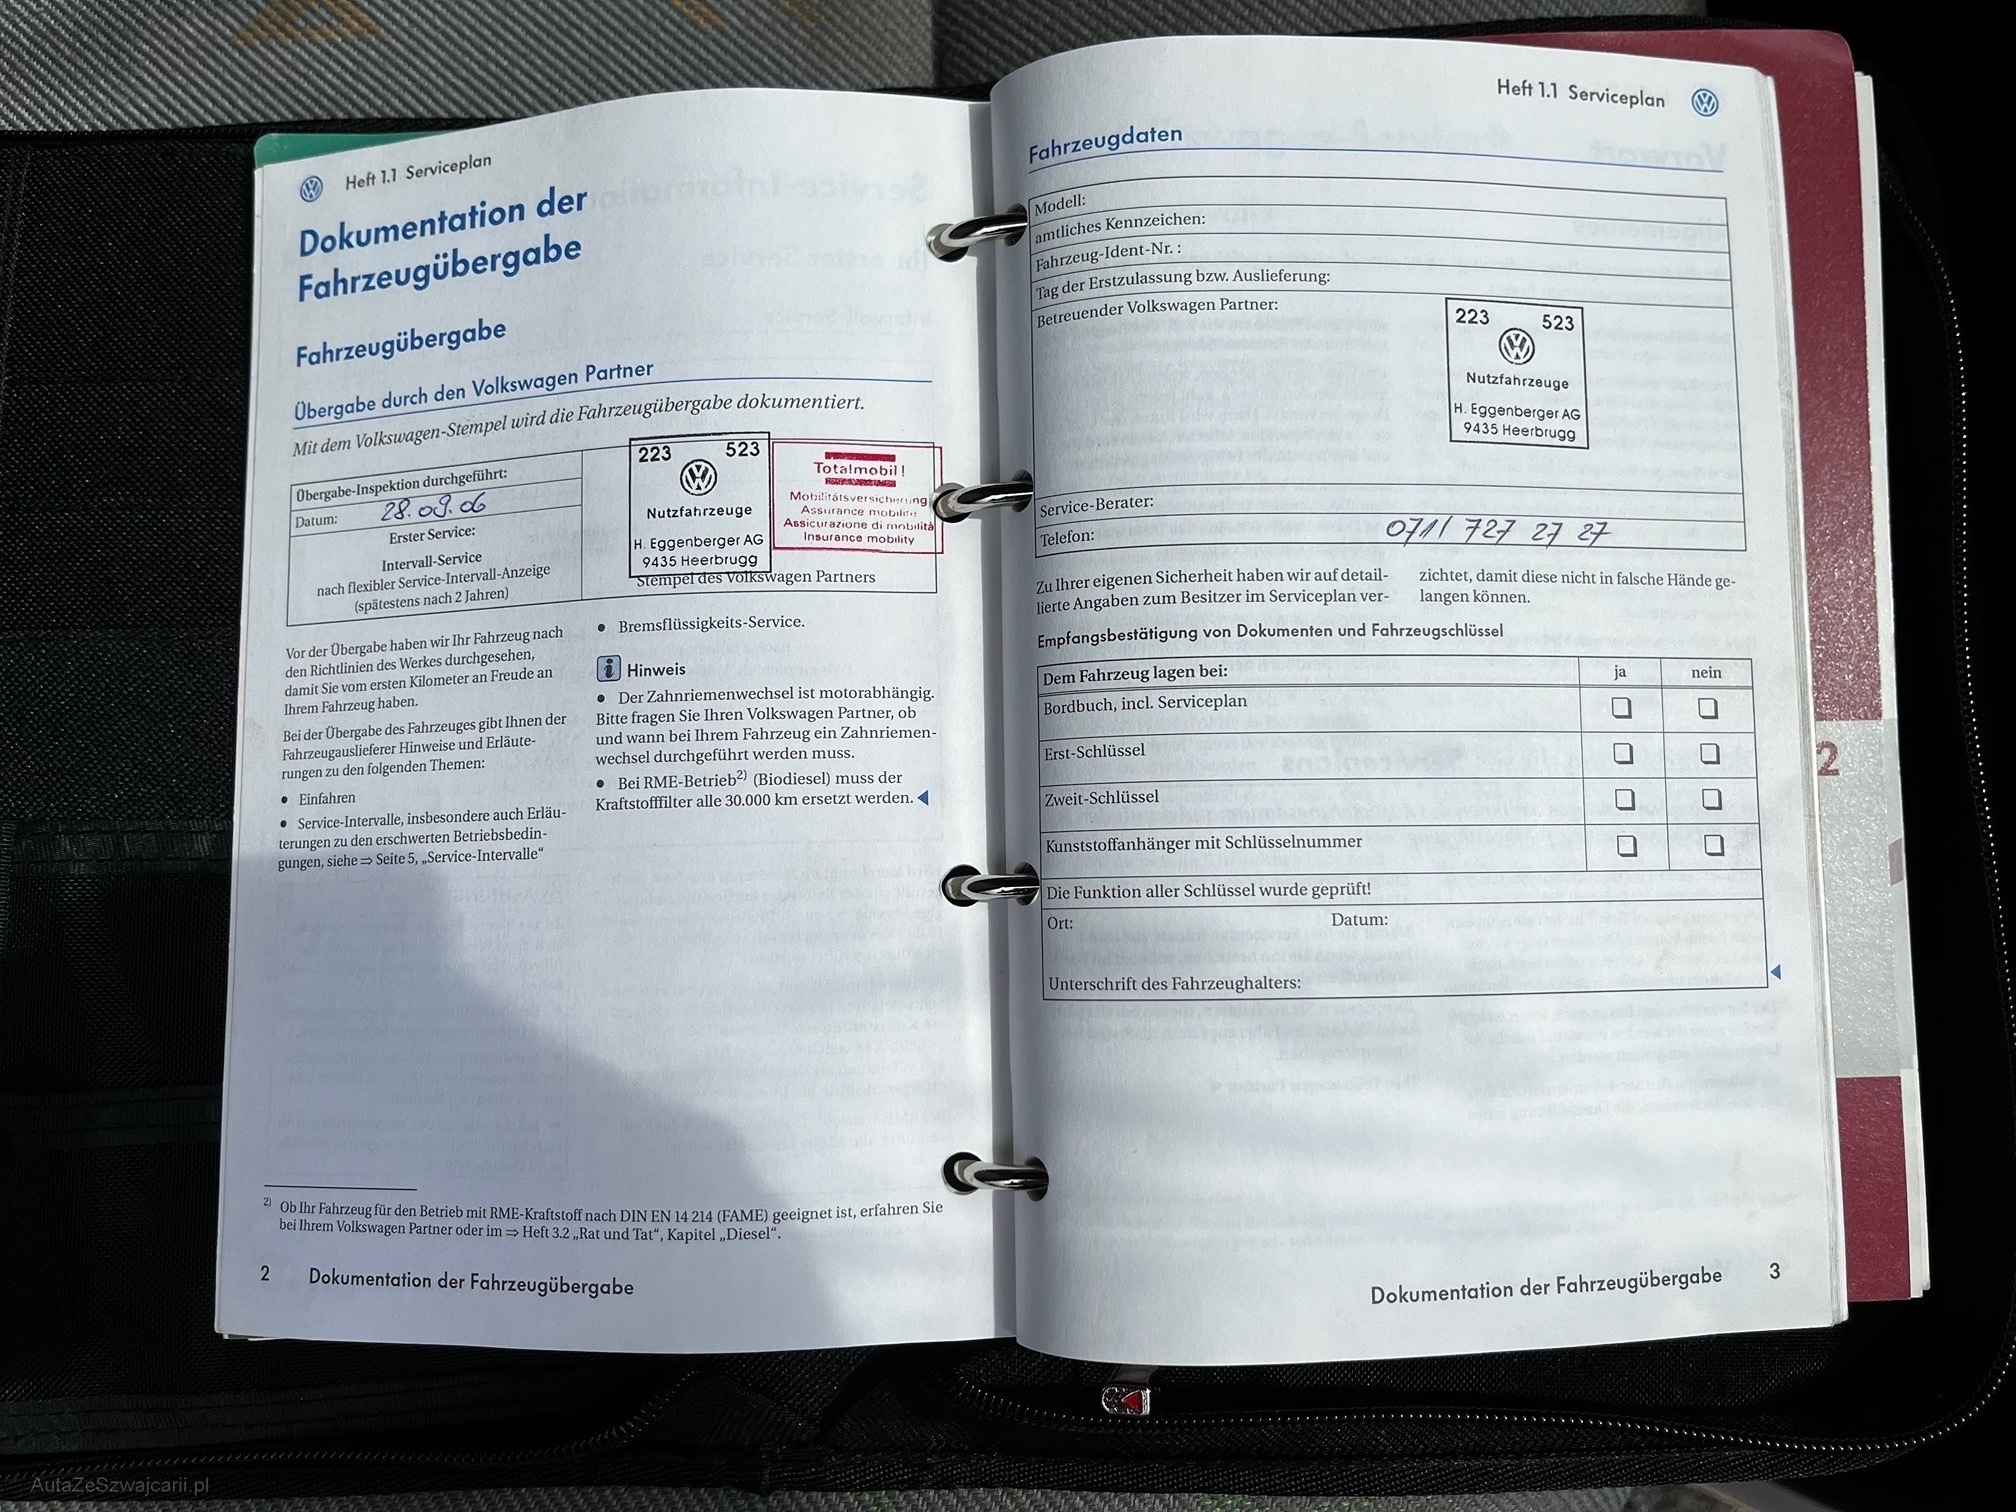 Heft 1.1 Serviceplan
Dokumentation der
Fahrzeugübergabe
Fahrzeugübergabe
Übergabe durch den Volkswagen Partner
Mit dem Volkswagen-Stempel wird die Fahrzeugübergabe dokumentiert.
Übergabe-Inspektion durchgeführt:
Datum: 28.09.06
Erster Service:
Intervall-Service
nach flexibler Service-Intervall-Anzeige
(spätestens nach 2 Jahren)
223 523
Nutzfahrzeuge
H. Eggenberger AG
9435 Heerbrugg
Totalmobil!
Mobilitätsversicherung
Assurance mobilité
Assicurazione di mobilità
Insurance mobility
Stempel des Volkswagen Partners
Vor der Übergabe haben wir Ihr Fahrzeug nach
den Richtlinien des Werkes durchgesehen,
damit Sie vom ersten Kilometer an Freude an
Ihrem Fahrzeug haben.
Bei der Übergabe des Fahrzeuges gibt Ihnen der
Fahrzeugauslieferer Hinweise und Erläute-
rungen zu den folgenden Themen:
• Einfahren
• Service-Intervalle, insbesondere auch Erläu-
terungen zu den erschwerten Betriebsbedin-
gungen, siehe ⇒ Seite 5, „Service-Intervalle“
• Bremsflüssigkeits-Service.
i Hinweis
• Der Zahnriemenwechsel ist motorabhängig.
Bitte fragen Sie Ihren Volkswagen Partner, ob
und wann bei Ihrem Fahrzeug ein Zahnriemen-
wechsel durchgeführt werden muss.
• Bei RME-Betrieb2) (Biodiesel) muss der
Kraftstofffilter alle 30.000 km ersetzt werden.
2) Ob Ihr Fahrzeug für den Betrieb mit RME-Kraftstoff nach DIN EN 14 214 (FAME) geeignet ist, erfahren Sie
bei Ihrem Volkswagen Partner oder im ⇒ Heft 3.2 „Rat und Tat“, Kapitel „Diesel“.
2 Dokumentation der Fahrzeugübergabe
Heft 1.1 Serviceplan
Fahrzeugdaten
Modell:
amtliches Kennzeichen:
Fahrzeug-Ident-Nr. :
Tag der Erstzulassung bzw. Auslieferung:
Betreuender Volkswagen Partner:
223 523
Nutzfahrzeuge
H. Eggenberger AG
9435 Heerbrugg
Service-Berater:
Telefon: 071/ 727 27 27
Zu Ihrer eigenen Sicherheit haben wir auf detail-
lierte Angaben zum Besitzer im Serviceplan ver-
zichtet, damit diese nicht in falsche Hände ge-
langen können.
Empfangsbestätigung von Dokumenten und Fahrzeugschlüssel
Dem Fahrzeug lagen bei: ja nein
Bordbuch, incl. Serviceplan
Erst-Schlüssel
Zweit-Schlüssel
Kunststoffanhänger mit Schlüsselnummer
Die Funktion aller Schlüssel wurde geprüft!
Ort: Datum:
Unterschrift des Fahrzeughalters:
Dokumentation der Fahrzeugübergabe 3
2
AutaZeSzwajcarii.pl